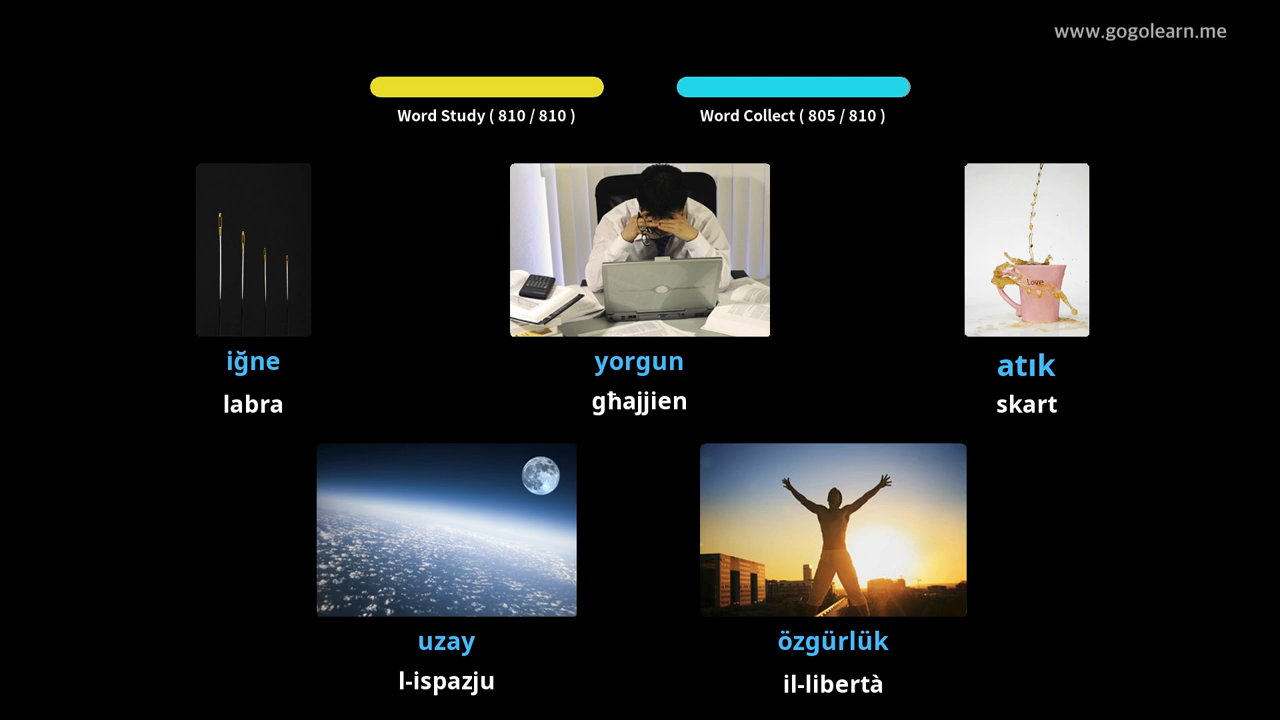 www.gogolearn.me
Word Study ( 810 / 810 )
Word Collect ( 805 / 810 )
Love
iğne
labra
yorgun
għajjien
atık
skart
uzay
l-ispazju
özgürlük
il-libertà